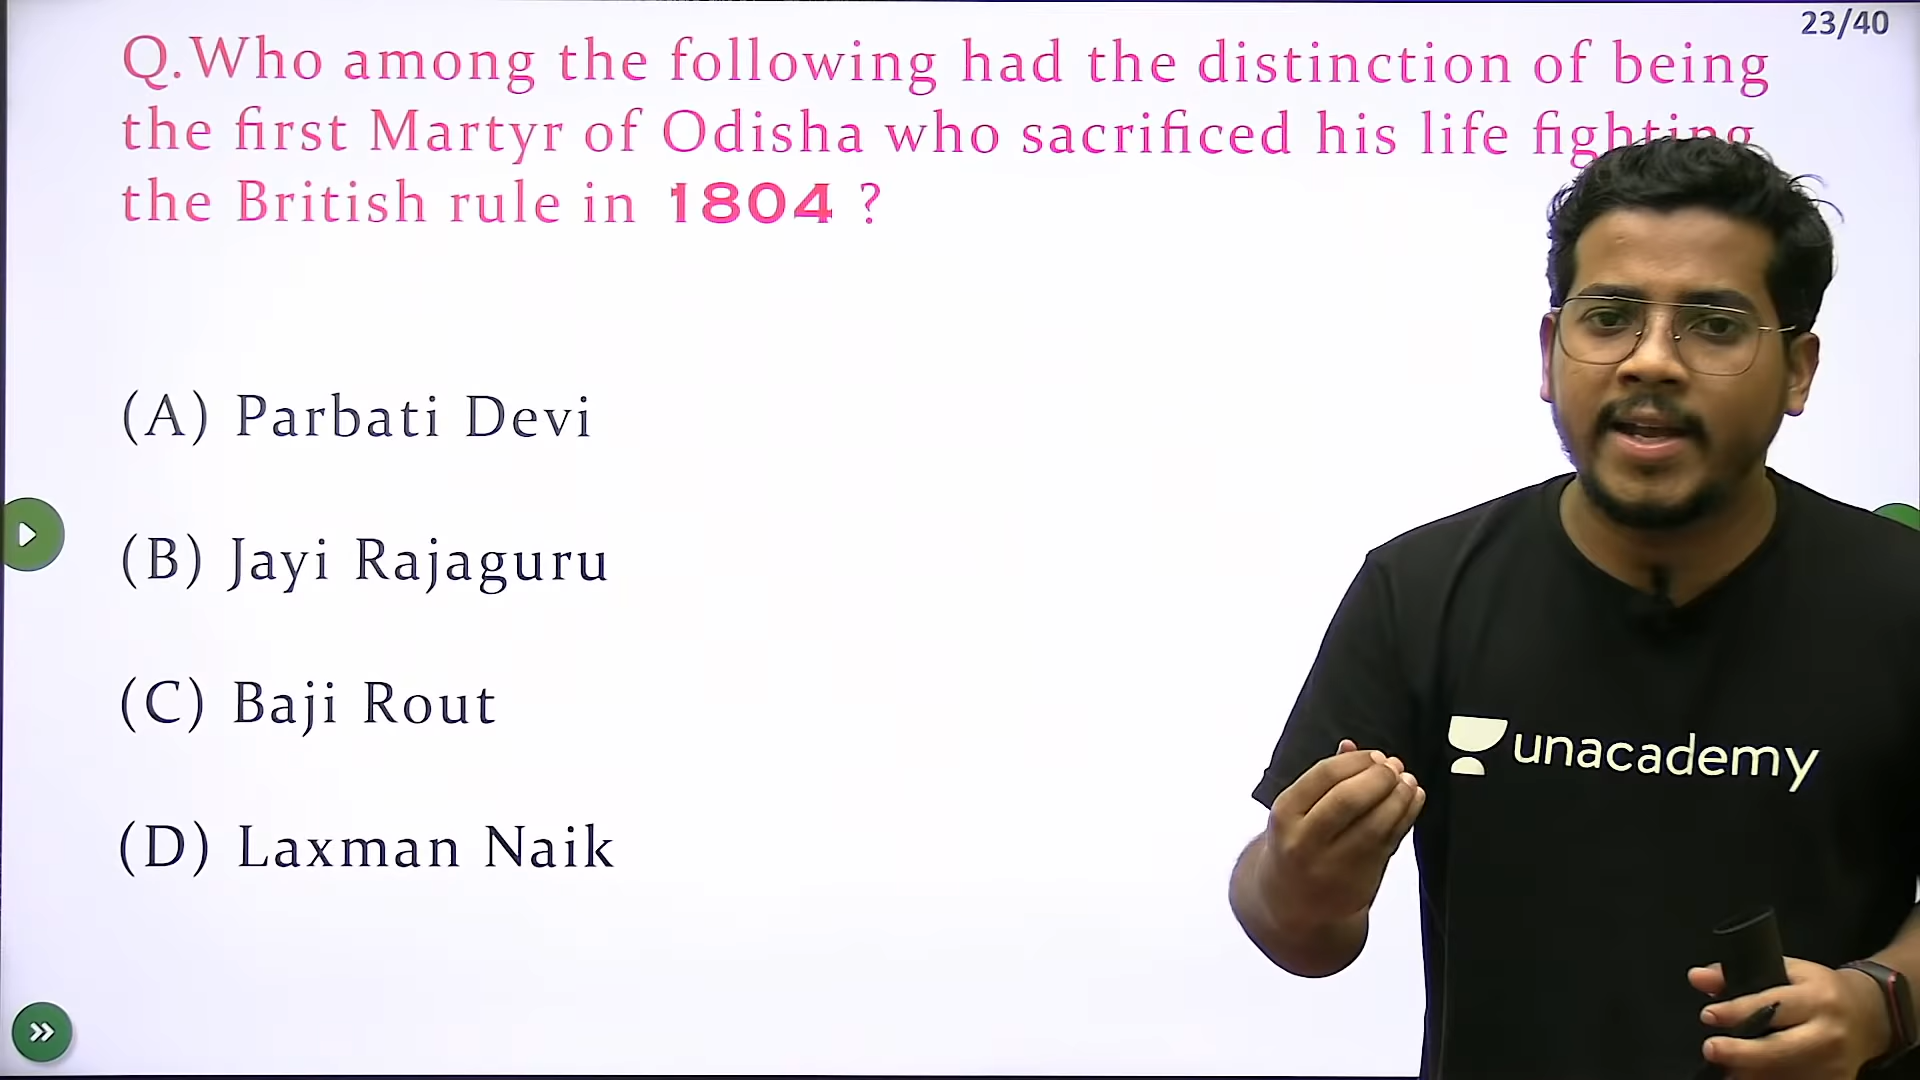 23/40
Q.Who among the following had the distinction of being
the first Martyr of Odisha who sacrificed his life fighting
the British rule in 1804 ?
(A) Parbati Devi
(B) Jayi Rajaguru
(C) Baji Rout
(D) Laxman Naik
unacademy